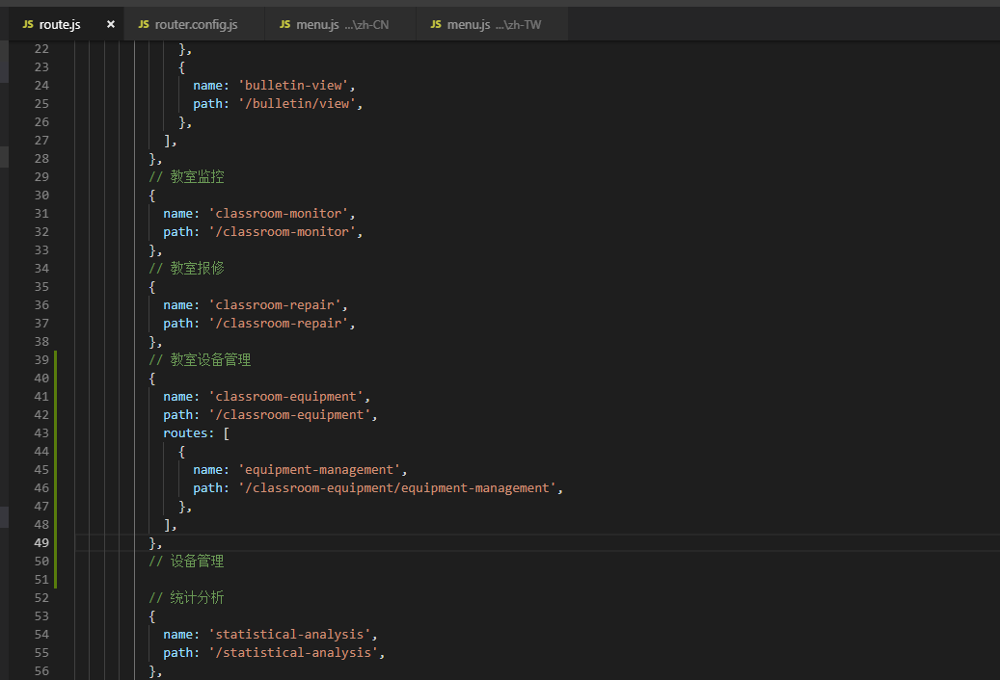 JS route.js × JS router.config.js JS menu.js ...\zh-CN JS menu.js ...\zh-TW
22 },
23 {
24 name: 'bulletin-view',
25 path: '/bulletin/view',
26 },
27 ],
28 },
29 // 教室监控
30 {
31 name: 'classroom-monitor',
32 path: '/classroom-monitor',
33 },
34 // 教室报修
35 {
36 name: 'classroom-repair',
37 path: '/classroom-repair',
38 },
39 // 教室设备管理
40 {
41 name: 'classroom-equipment',
42 path: '/classroom-equipment',
43 routes: [
44 {
45 name: 'equipment-management',
46 path: '/classroom-equipment/equipment-management',
47 },
48 ],
49 },
50 // 设备管理
51
52 // 统计分析
53 {
54 name: 'statistical-analysis',
55 path: '/statistical-analysis',
56 },